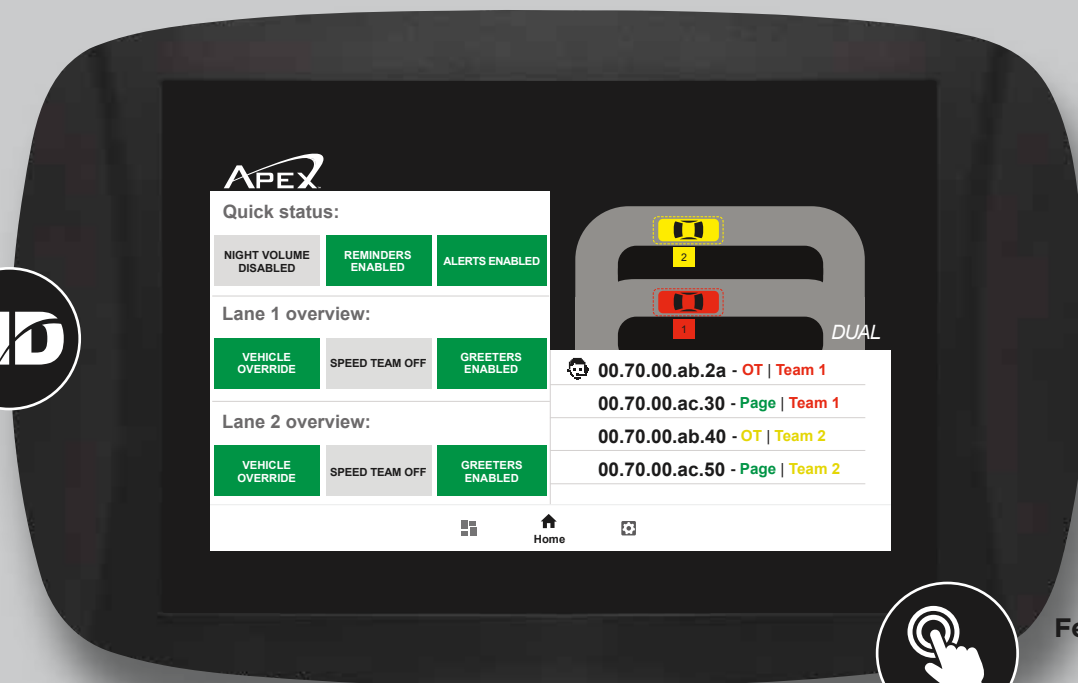 APEX
Quick status:
NIGHT VOLUME
DISABLED
REMINDERS
ENABLED
ALERTS ENABLED
Lane 1 overview:
VEHICLE
OVERRIDE
SPEED TEAM OFF
GREETERS
ENABLED
Lane 2 overview:
VEHICLE
OVERRIDE
SPEED TEAM OFF
GREETERS
ENABLED
2
1
DUAL
00.70.00.ab.2a - OT | Team 1
00.70.00.ac.30 - Page | Team 1
00.70.00.ab.40 - OT | Team 2
00.70.00.ac.50 - Page | Team 2
Home